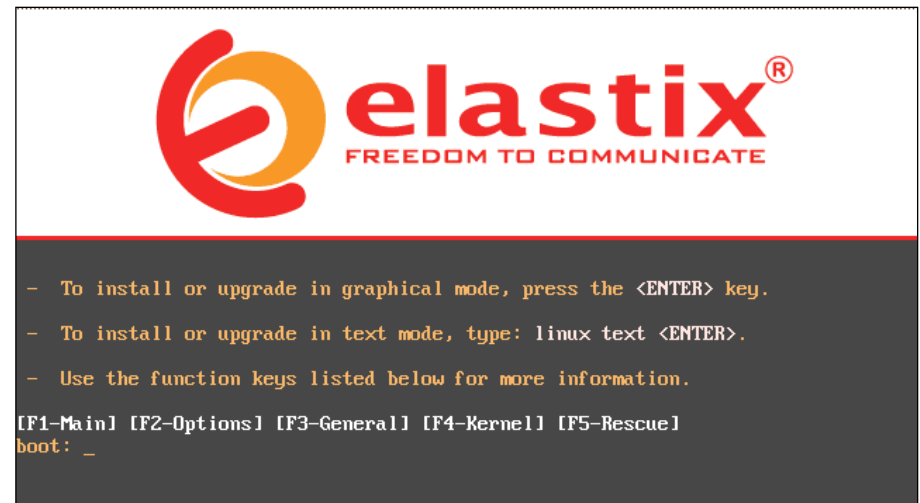 elastix®
FREEDOM TO COMMUNICATE
- To install or upgrade in graphical mode, press the <ENTER> key.
- To install or upgrade in text mode, type: linux text <ENTER>.
- Use the function keys listed below for more information.
[F1-Main] [F2-Options] [F3-General] [F4-Kernel] [F5-Rescue]
boot: _